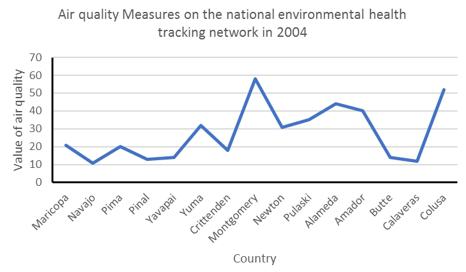 Air quality Measures on the national environmental health
tracking network in 2004
Value of air quality
70
60
50
40
30
20
10
0
Maricopa
Navajo
Pima
Pinal
Yavapai
Yuma
Crittenden
Montgomery
Newton
Pulaski
Alameda
Amador
Butte
Calaveras
Colusa
Country